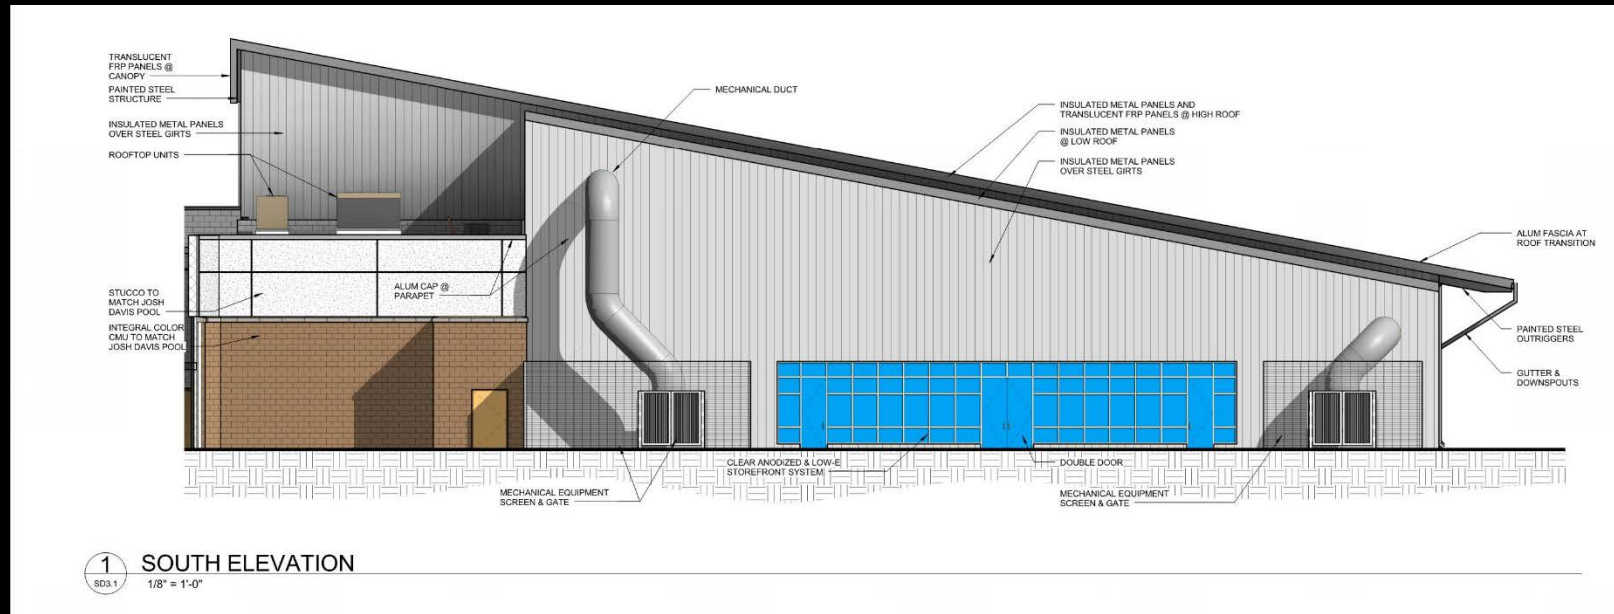 TRANSLUCENT
FRP PANELS @
CANOPY
PAINTED STEEL
STRUCTURE
INSULATED METAL PANELS
OVER STEEL GIRTS
ROOFTOP UNITS
STUCCO TO
MATCH JOSH
DAVIS POOL
INTEGRAL COLOR
CMU TO MATCH
JOSH DAVIS POOL
ALUM CAP @
PARAPET
MECHANICAL DUCT
INSULATED METAL PANELS AND
TRANSLUCENT FRP PANELS @ HIGH ROOF
INSULATED METAL PANELS
@ LOW ROOF
INSULATED METAL PANELS
OVER STEEL GIRTS
ALUM FASCIA AT
ROOF TRANSITION
PAINTED STEEL
OUTRIGGERS
GUTTER &
DOWNSPOUTS
CLEAR ANODIZED & LOW-E
STOREFRONT SYSTEM
DOUBLE DOOR
MECHANICAL EQUIPMENT
SCREEN & GATE
MECHANICAL EQUIPMENT
SCREEN & GATE
1
SD3.1
SOUTH ELEVATION
1/8" = 1'-0"